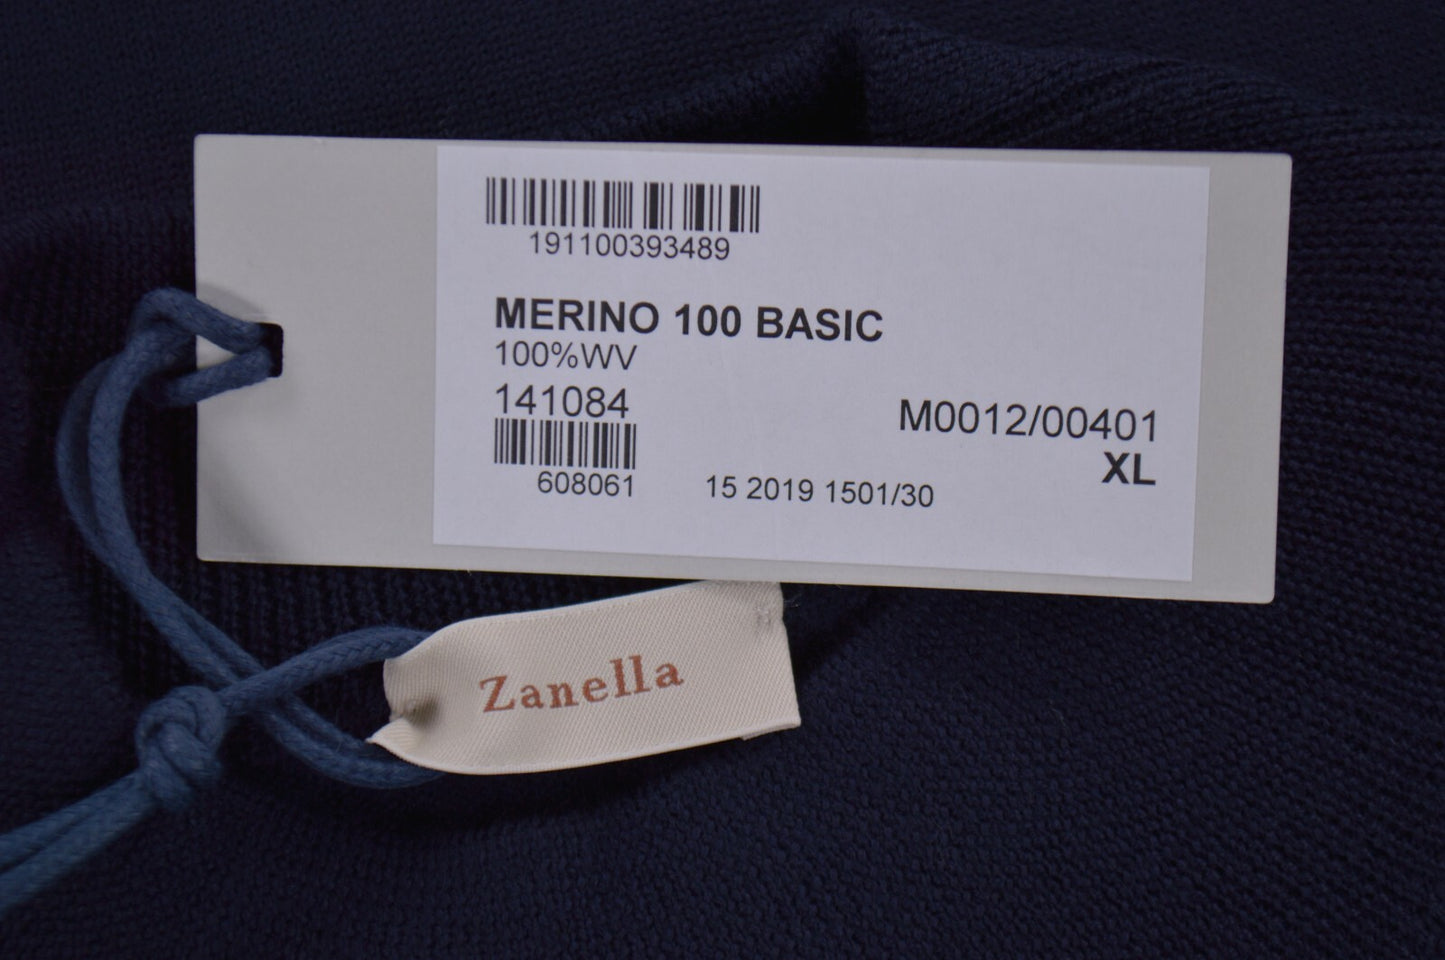 191100393489
MERINO 100 BASIC
100%WV
141084
M0012/00401
XL
608061
15 2019 1501/30
Zanella